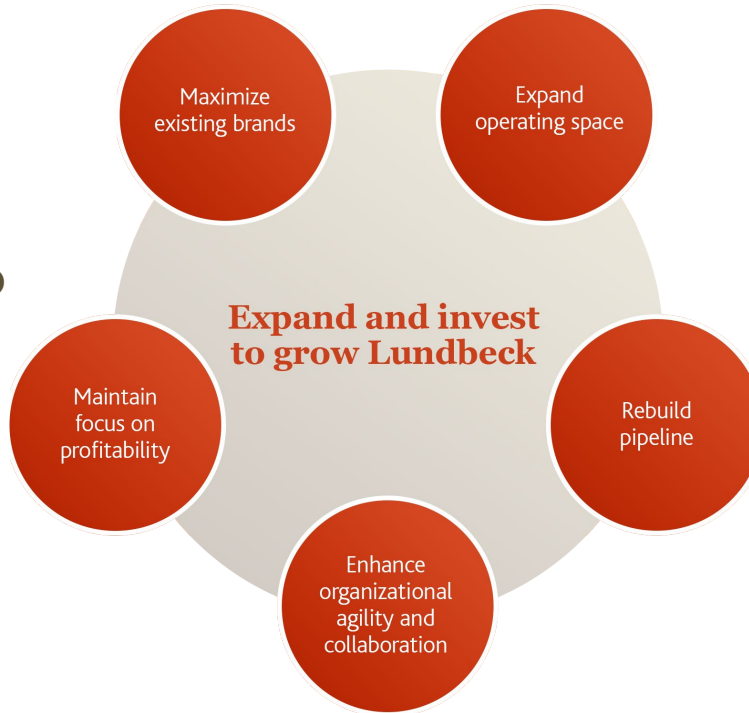 Maximize
existing brands
Expand
operating space
Expand and invest
to grow Lundbeck
Maintain
focus on
profitability
Rebuild
pipeline
Enhance
organizational
agility and
collaboration